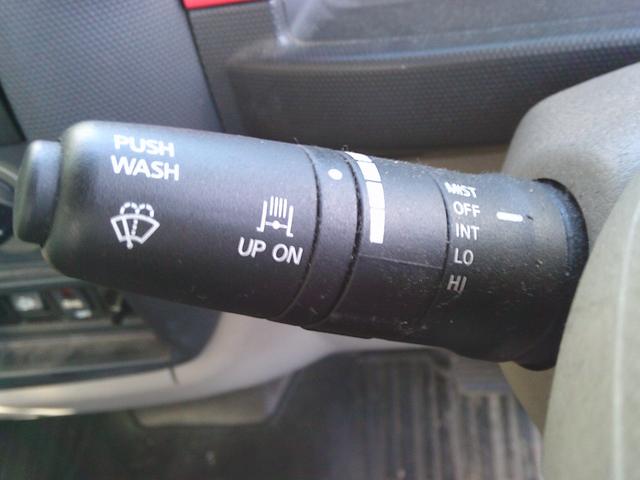 PUSH
WASH
UP ON
MIST
OFF
INT
LO
HI